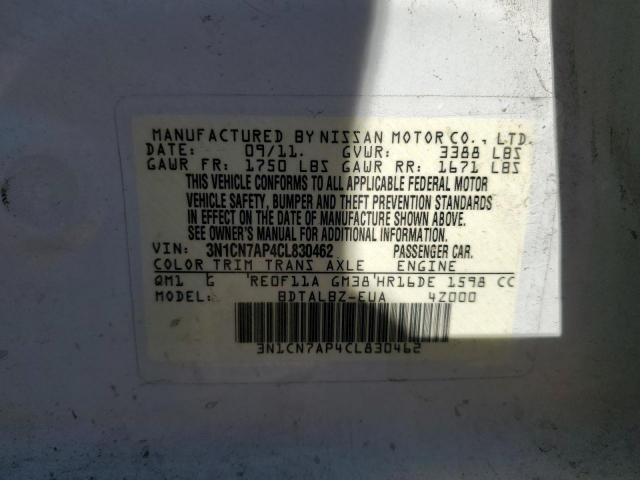 MANUFACTURED BY NISSAN MOTOR CO., LTD.
DATE: 09/11. GVWR: 3388 LBS
GAWR FR: 1750 LBS GAWR RR: 1671 LBS
THIS VEHICLE CONFORMS TO ALL APPLICABLE FEDERAL MOTOR
VEHICLE SAFETY, BUMPER, AND THEFT PREVENTION STANDARDS
IN EFFECT ON THE DATE OF MANUFACTURE SHOWN ABOVE.
SEE OWNER'S MANUAL FOR ADDITIONAL INFORMATION
VIN: 3N1CN7AP4CL830462 PASSENGER CAR.
COLOR TRIM TRANS AXLE ENGINE
QM1 G 'RE0F11A GM38'HR16DE 1598 CC
MODEL: BDTALBZ-EUA 4Z000
3N1CN7AP4CL830462